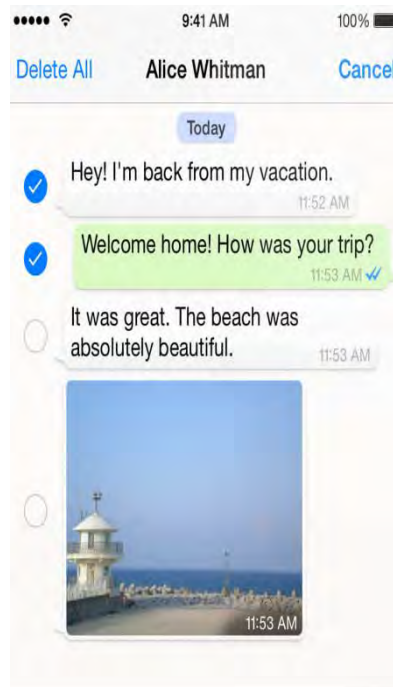 9:41 AM
100%
Delete All
Alice Whitman
Cancel
Today
Hey! I'm back from my vacation.
11:52 AM
Welcome home! How was your trip?
11:53 AM
It was great. The beach was
absolutely beautiful.
11:53 AM
11:53 AM